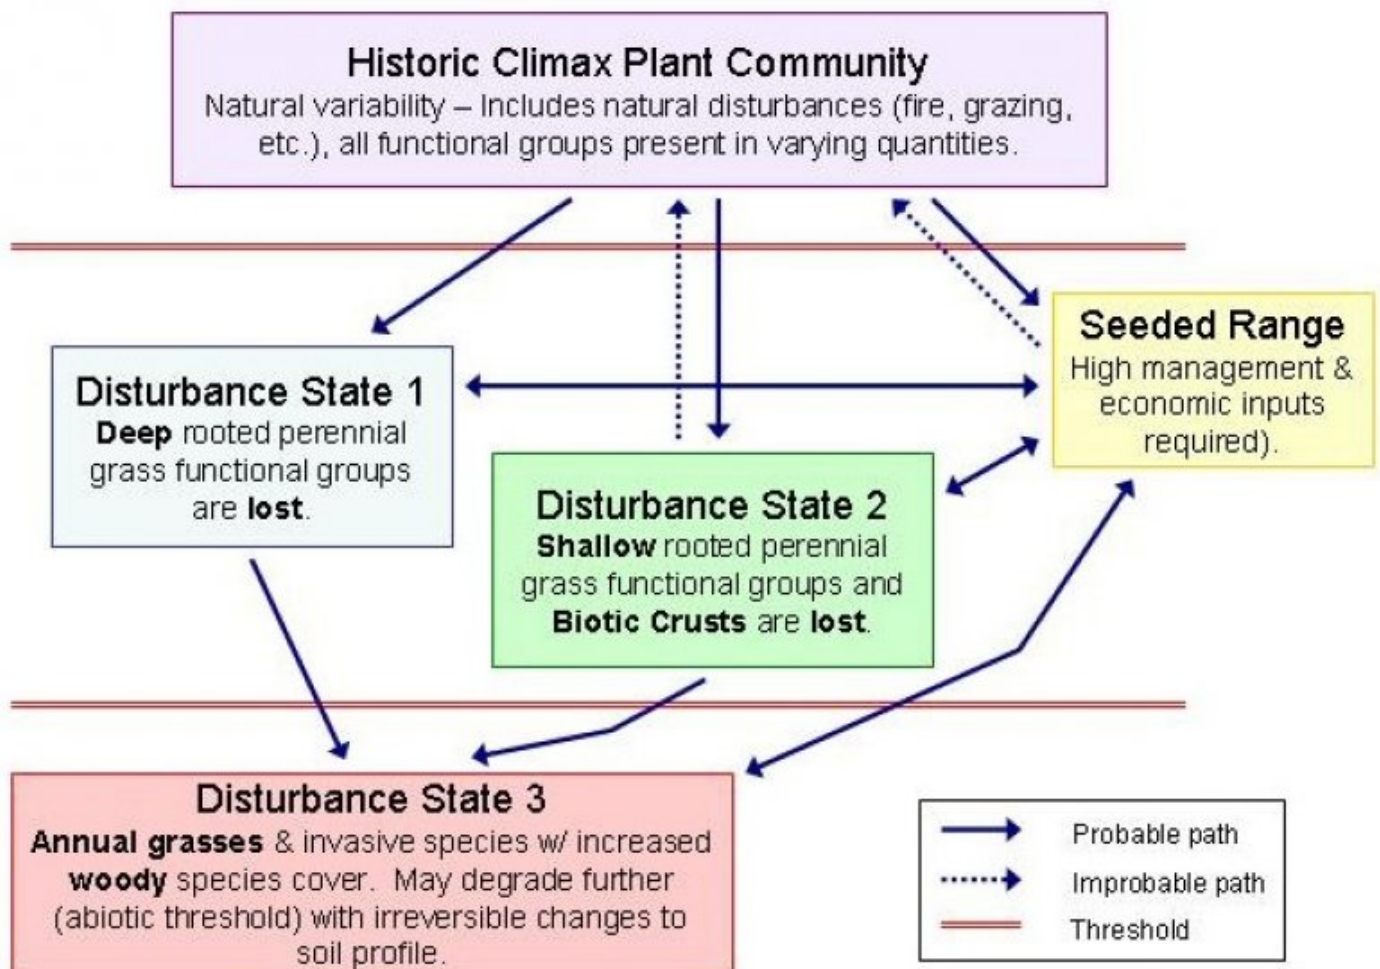 Historic Climax Plant Community
Natural variability – Includes natural disturbances (fire, grazing,
etc.), all functional groups present in varying quantities.
Seeded Range
High management &
economic inputs
required).
Disturbance State 1
Deep rooted perennial
grass functional groups
are lost.
Disturbance State 2
Shallow rooted perennial
grass functional groups and
Biotic Crusts are lost.
Disturbance State 3
Annual grasses & invasive species w/ increased
woody species cover. May degrade further
(abiotic threshold) with irreversible changes to
soil profile.
Probable path
Improbable path
Threshold